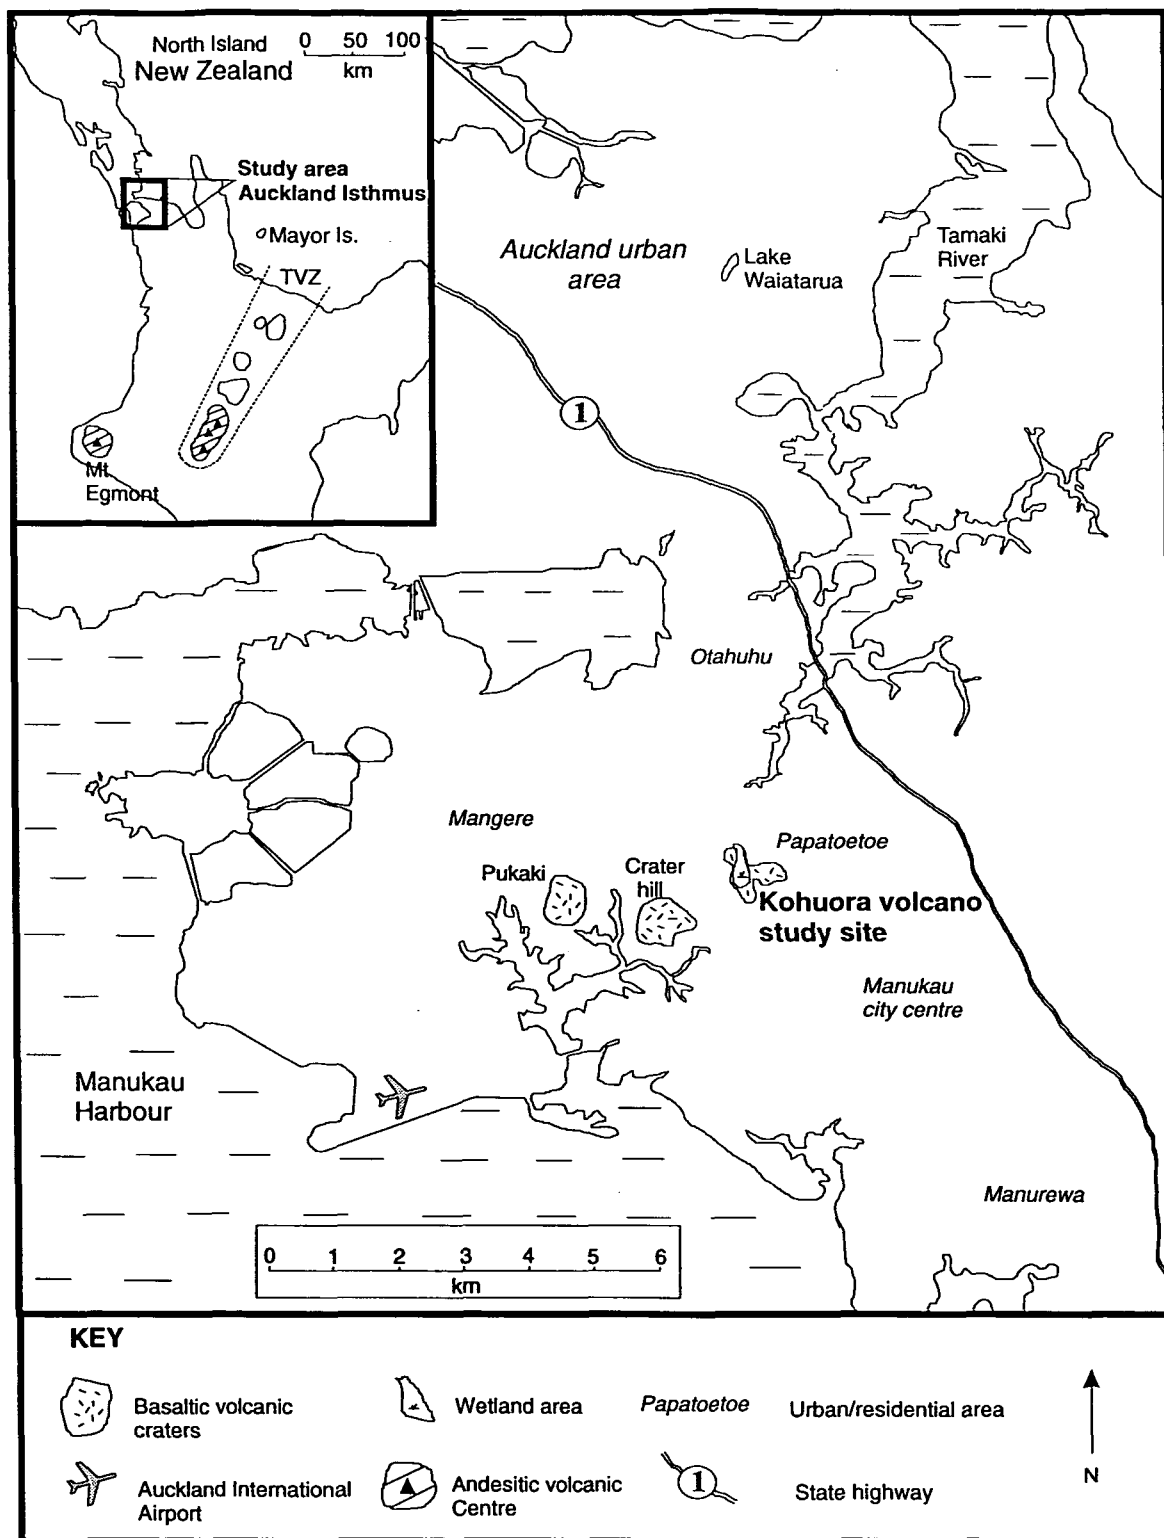 North Island
New Zealand
0 50 100
km
Study area
Auckland Isthmus
Mayor Is.
TVZ
Mt
Egmont
Auckland urban
area
Lake
Waiatarua
Tamaki
River
1
Otahuhu
Mangere
Papatoetoe
Pukaki
Crater
hill
Kohuora volcano
study site
Manukau
city centre
Manukau
Harbour
Manurewa
0 1 2 3 4 5 6
km
KEY
Basaltic volcanic
craters
Wetland area
Papatoetoe
Urban/residential area
Auckland International
Airport
Andesitic volcanic
Centre
1
State highway
N